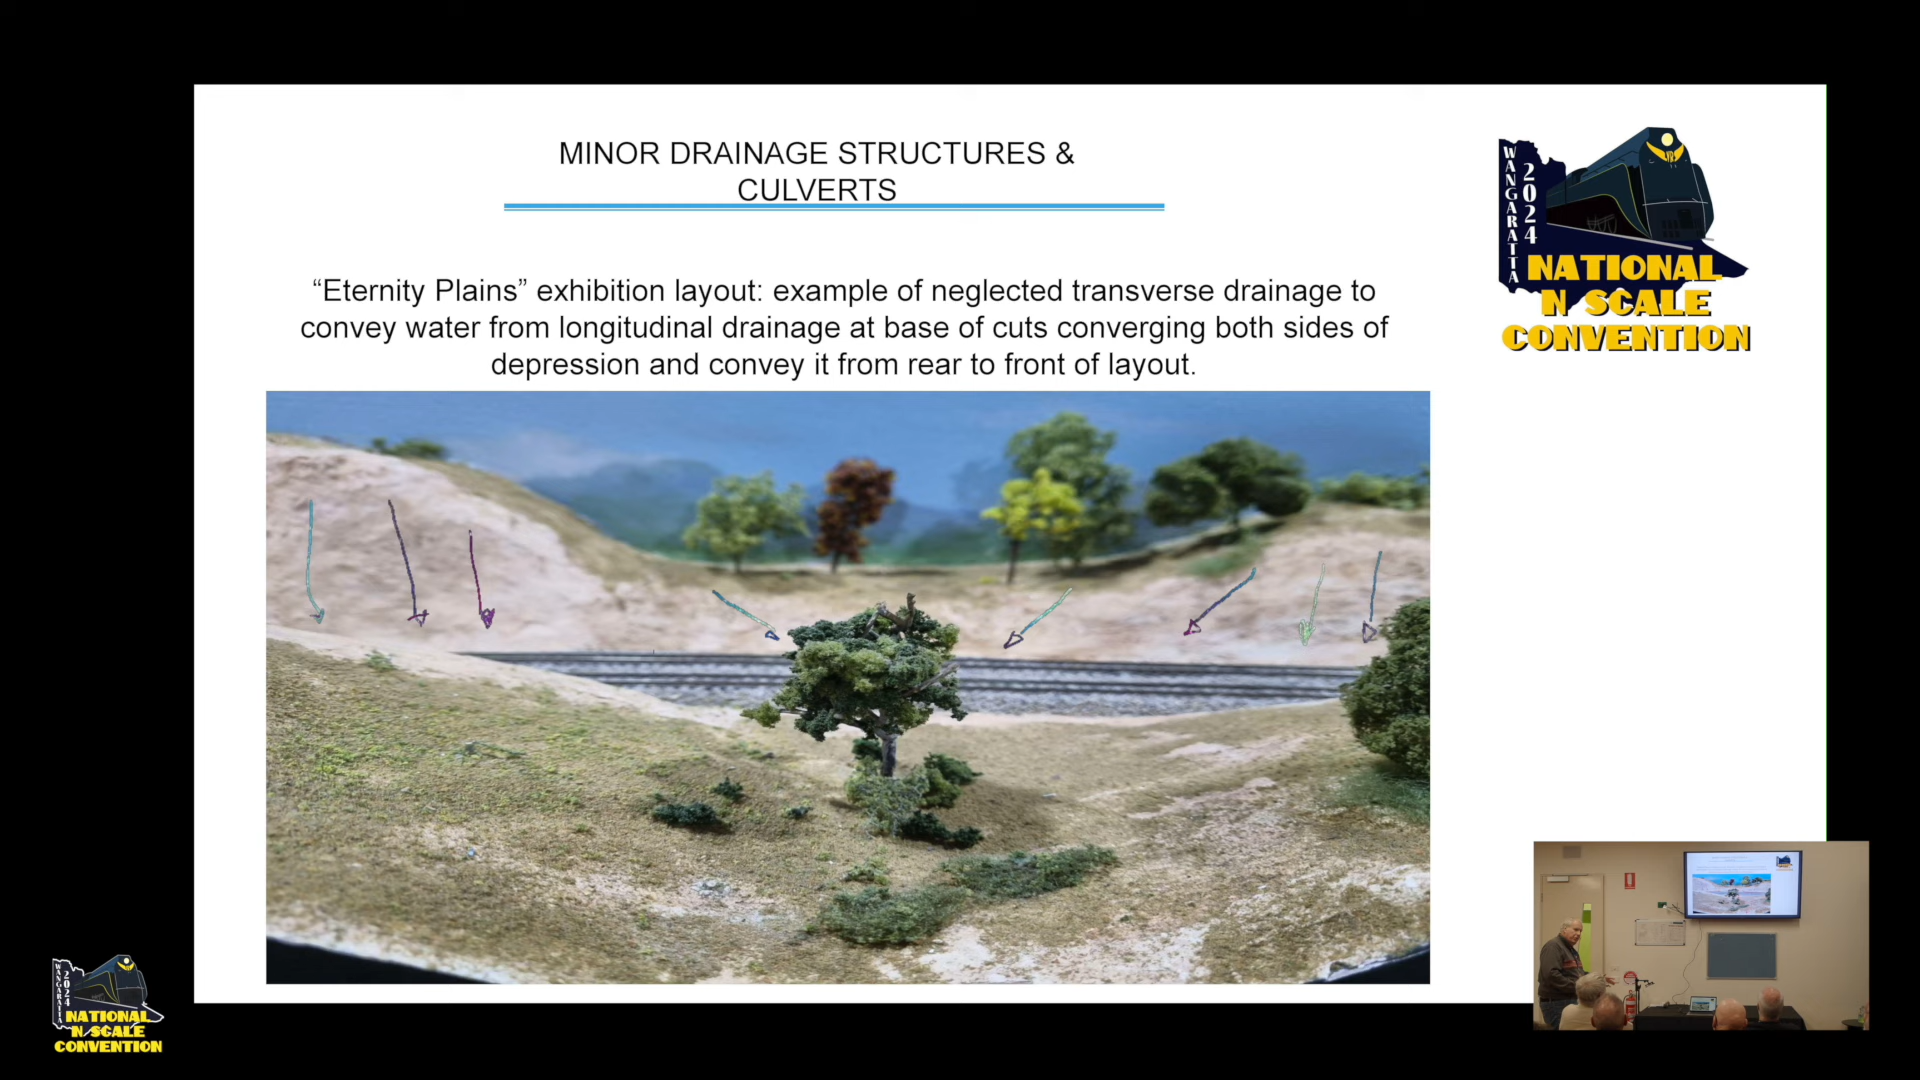 MINOR DRAINAGE STRUCTURES &
CULVERTS
“Eternity Plains” exhibition layout: example of neglected transverse drainage to
convey water from longitudinal drainage at base of cuts converging both sides of
depression and convey it from rear to front of layout.
WANGARATTA
2024
NATIONAL
N SCALE
CONVENTION
WANGARATTA
2024
NATIONAL
N SCALE
CONVENTION